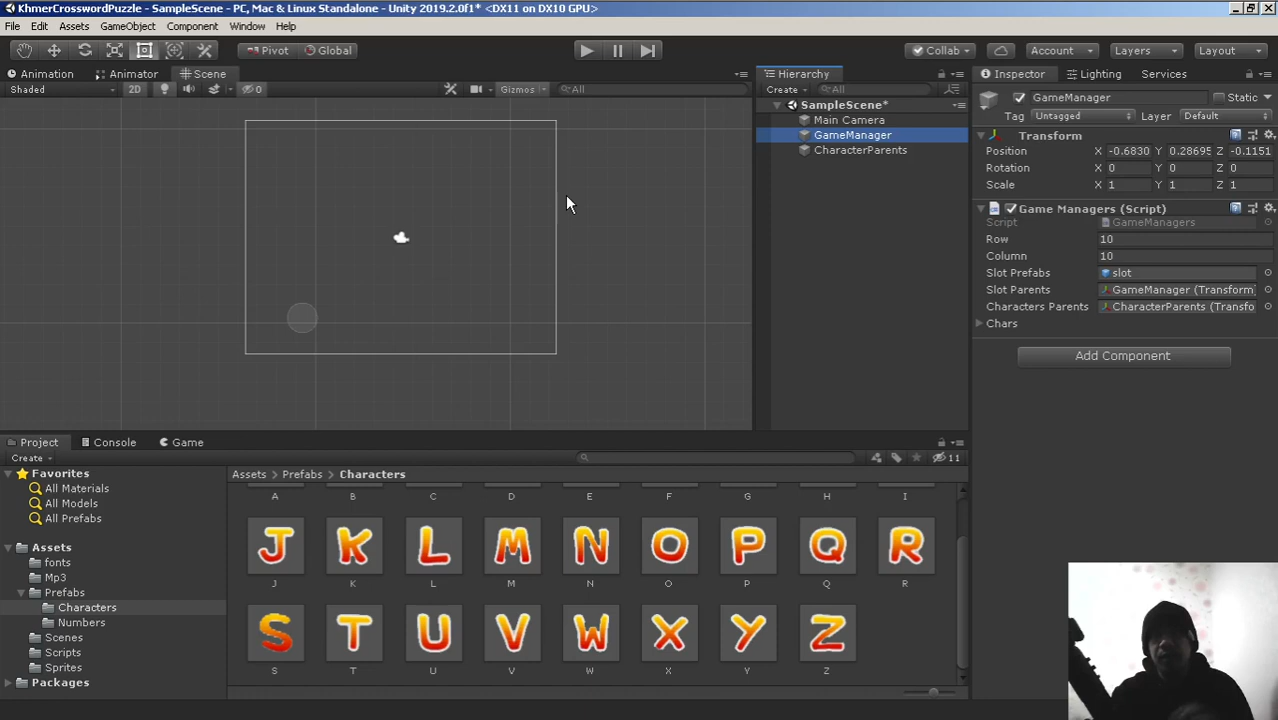 KhmerCrosswordPuzzle - SampleScene - PC, Mac & Linux Standalone - Unity 2019.2.0f1* <DX11 on DX10 GPU>
File Edit Assets GameObject Component Window Help
Pivot Global Collab Account Layers Layout
Animation Animator Scene Hierarchy Inspector Lighting Services
Shaded 2D 0 Gizmos All Create All GameManager Static
SampleScene* Tag Untagged Layer Default
Main Camera Transform
GameManager Position X -0.6830 Y 0.28695 Z -0.1151
CharacterParents Rotation X 0 Y 0 Z 0
Scale X 1 Y 1 Z 1
Game Managers (Script)
Script GameManagers
Row 10
Column 10
Slot Prefabs slot
Slot Parents GameManager (Transform)
Characters Parents CharacterParents (Transfo
Chars
Add Component
Project Console Game
Create 11
Favorites Assets > Prefabs > Characters
All Materials A B C D E F G H I
All Models
All Prefabs
J K L M N O P Q R
Assets
fonts
Mp3 J K L M N O P Q R
Prefabs
Characters
Numbers S T U V W X Y Z
Scenes
Scripts
Sprites S T U V W X Y Z
Packages